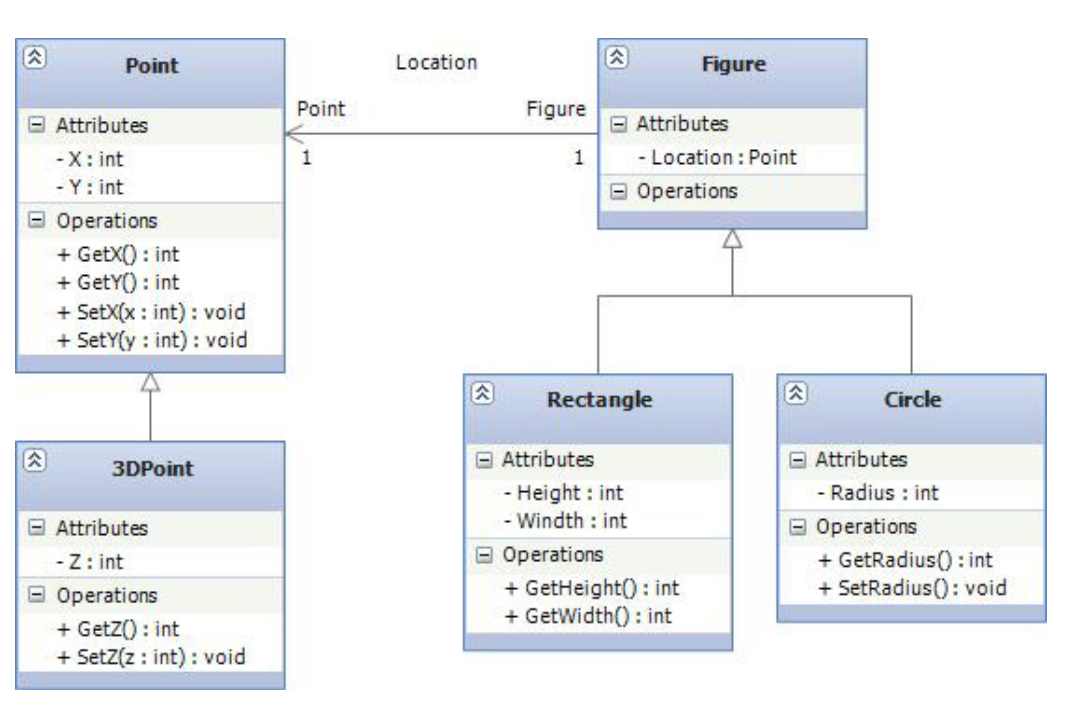 Point
Attributes
- X : int
- Y : int
Operations
+ GetX() : int
+ GetY() : int
+ SetX(x : int) : void
+ SetY(y : int) : void
Location
Point
Figure
1
1
Figure
Attributes
- Location : Point
Operations
3DPoint
Attributes
- Z : int
Operations
+ GetZ() : int
+ SetZ(z : int) : void
Rectangle
Attributes
- Height : int
- Windth : int
Operations
+ GetHeight() : int
+ GetWidth() : int
Circle
Attributes
- Radius : int
Operations
+ GetRadius() : int
+ SetRadius() : void